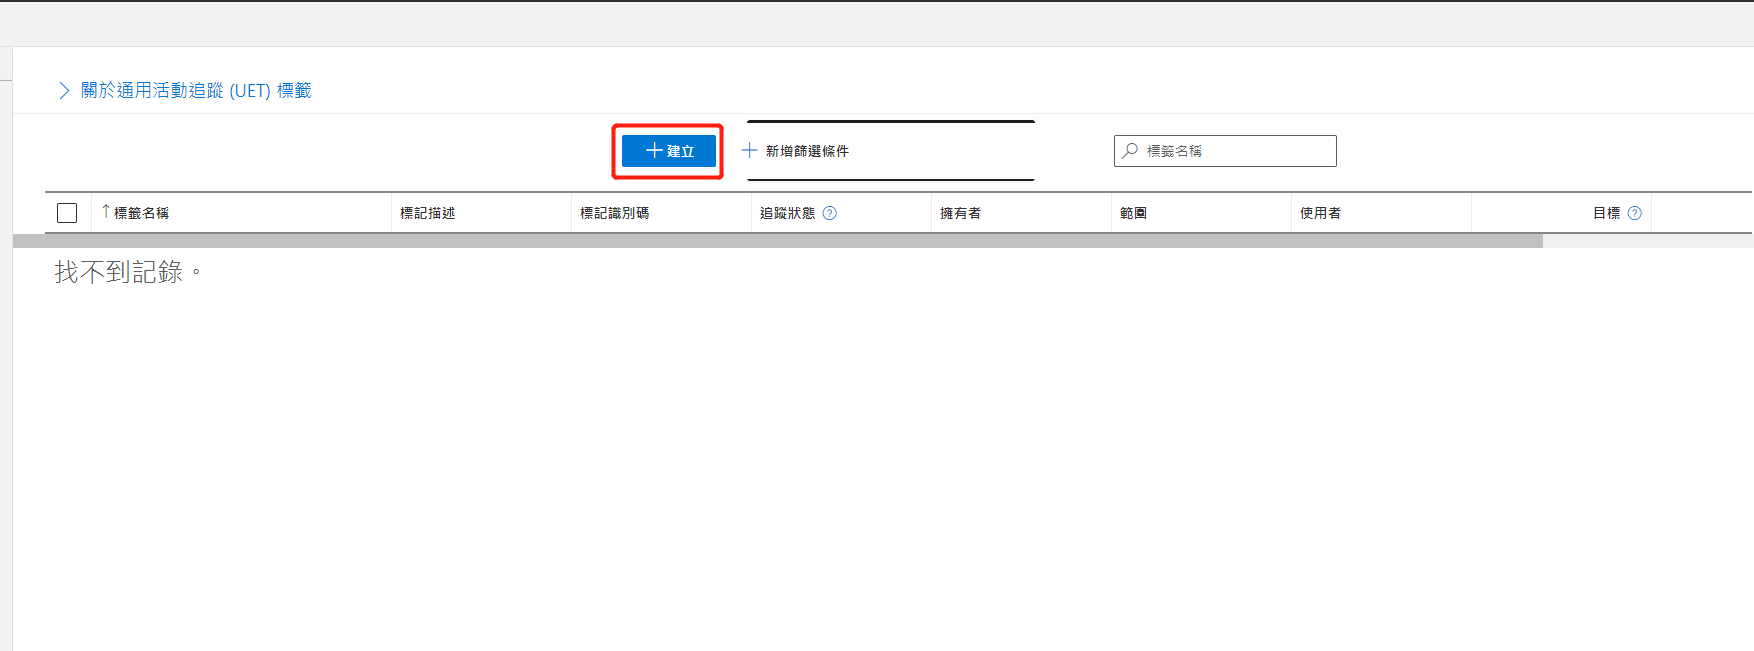 關於通用活動追蹤 (UET) 標籤
建立
新增篩選條件
標籤名稱
標籤名稱 標記描述 標記識別碼 追蹤狀態 擁有者 範圍 使用者 目標
找不到記錄。